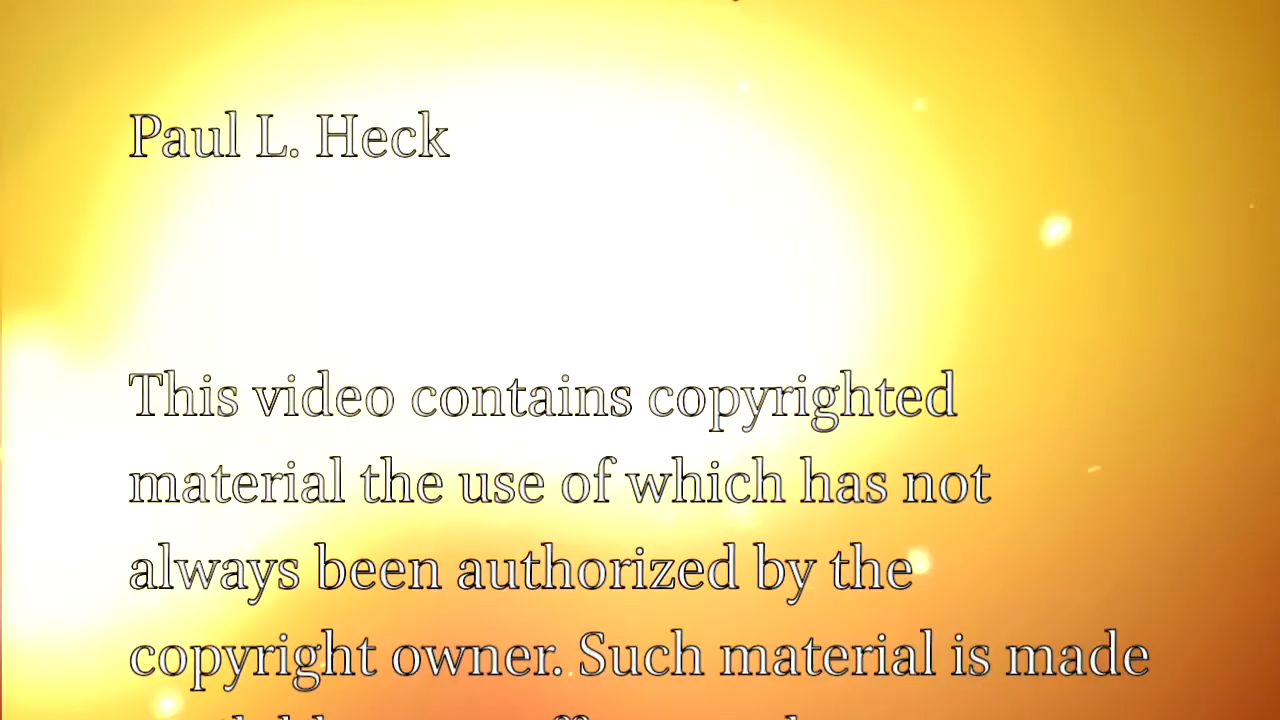 Paul L. Heck
This video contains copyrighted
material the use of which has not
always been authorized by the
copyright owner. Such material is made